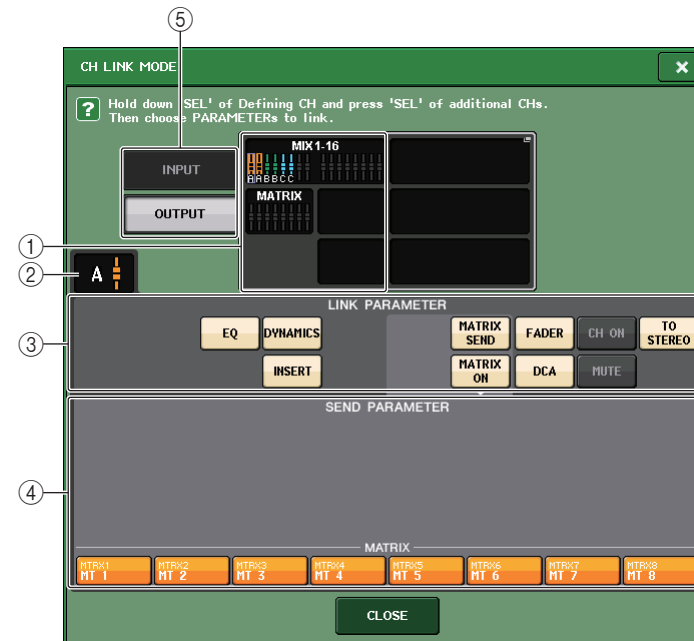 ⑤
CH LINK MODE
×
? Hold down 'SEL' of Defining CH and press 'SEL' of additional CHs.
Then choose PARAMETERs to link.
INPUT
OUTPUT
MIX1-16
AABBCC
MATRIX
①
②
A
③
LINK PARAMETER
EQ
DYNAMICS
MATRIX SEND
FADER
CH ON
TO STEREO
INSERT
MATRIX ON
DCA
MUTE
④
SEND PARAMETER
MATRIX
MTRX1 MTRX2 MTRX3 MTRX4 MTRX5 MTRX6 MTRX7 MTRX8
MT 1 MT 2 MT 3 MT 4 MT 5 MT 6 MT 7 MT 8
CLOSE